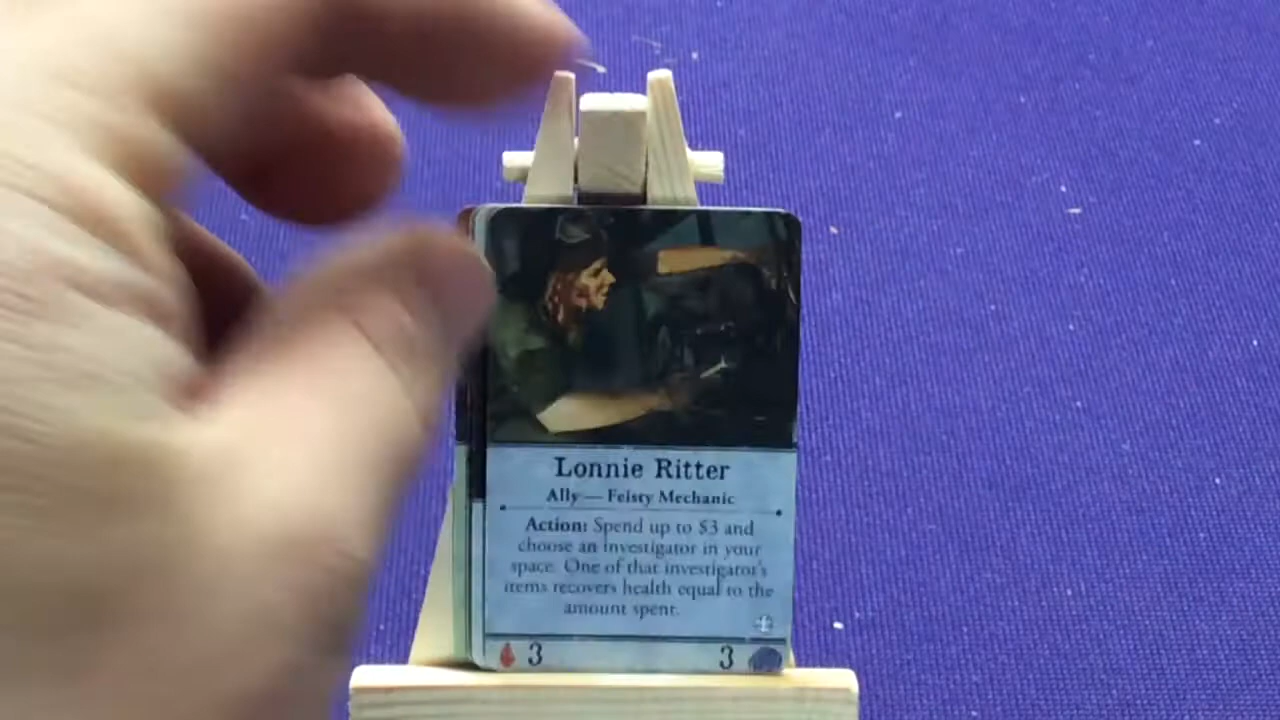 Lonnie Ritter
Ally — Feisty Mechanic
Action: Spend up to $3 and
choose an investigator in your
space. One of that investigator's
items recovers health equal to the
amount spent.
3 3